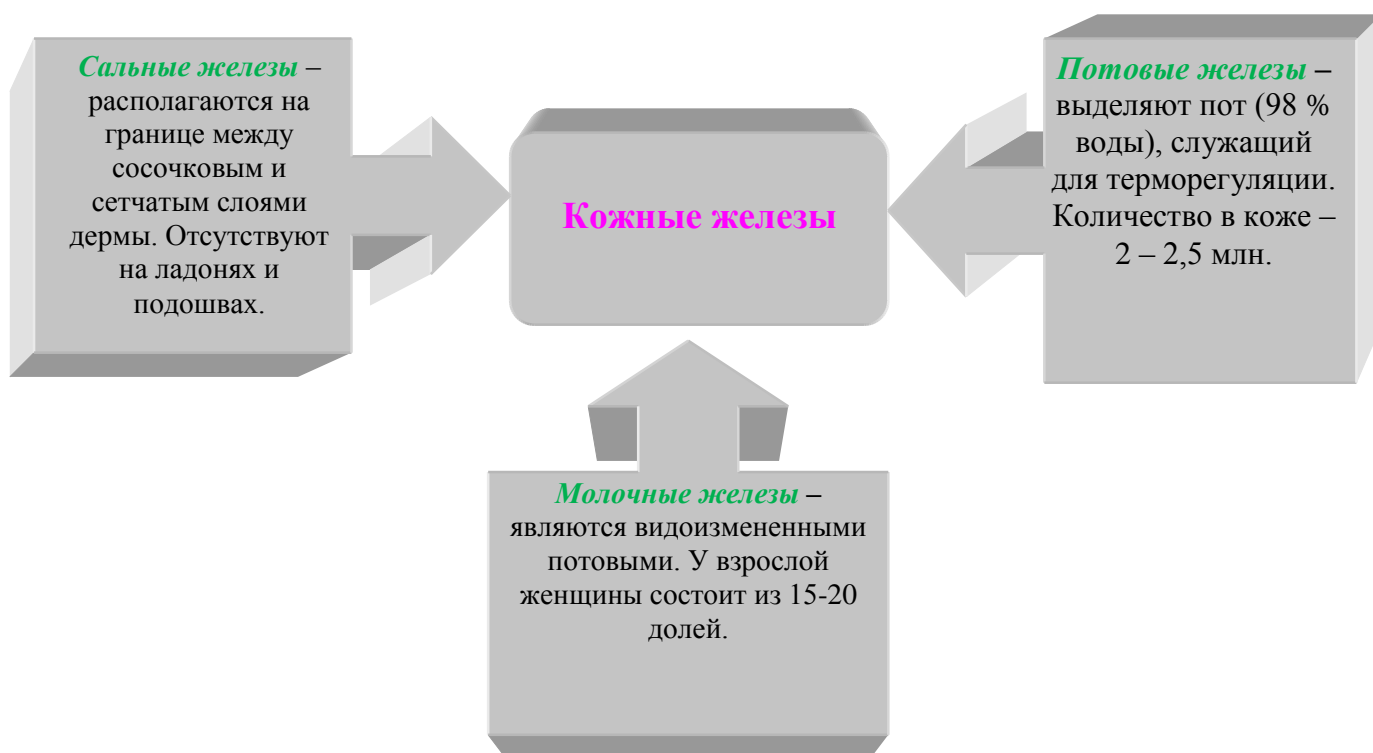 Сальные железы –
располагаются на
границе между
сосочковым и
сетчатым слоями
дермы. Отсутствуют
на ладонях и
подошвах.
Кожные железы
Потовые железы –
выделяют пот (98 %
воды), служащий
для терморегуляции.
Количество в коже –
2 – 2,5 млн.
Молочные железы –
являются видоизмененными
потовыми. У взрослой
женщины состоит из 15-20
долей.